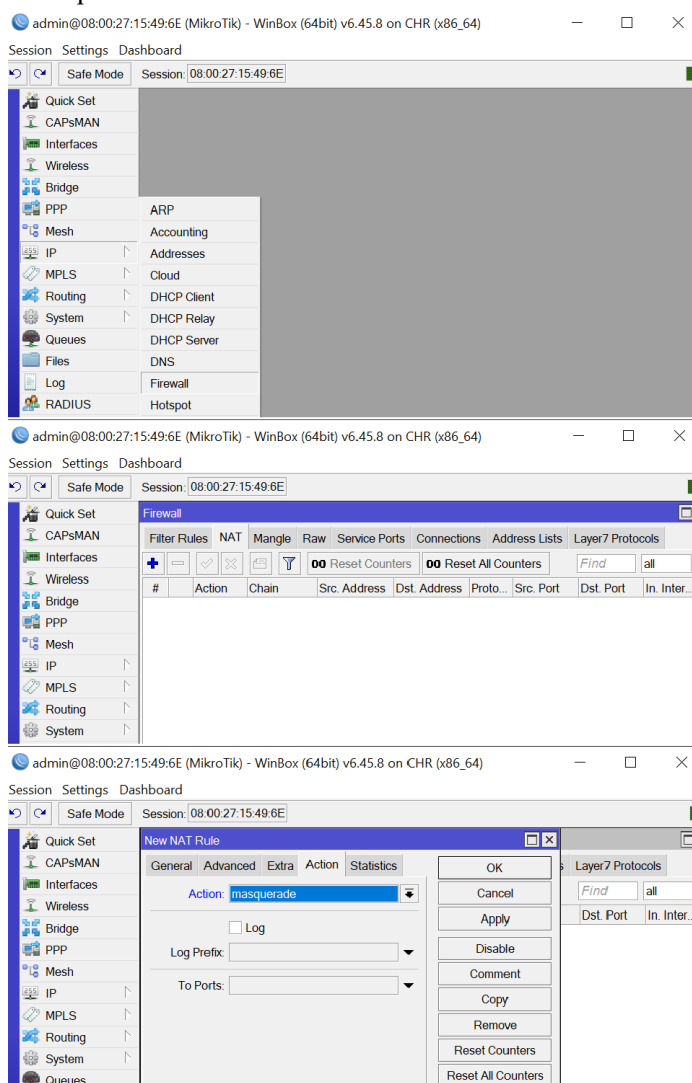 admin@08:00:27:15:49:6E (MikroTik) - WinBox (64bit) v6.45.8 on CHR (x86_64)
Session Settings Dashboard
Safe Mode Session: 08:00:27:15:49:6E
Quick Set
CAPsMAN
Interfaces
Wireless
Bridge
PPP ARP
Mesh Accounting
IP Addresses
MPLS Cloud
Routing DHCP Client
System DHCP Relay
Queues DHCP Server
Files DNS
Log Firewall
RADIUS Hotspot
admin@08:00:27:15:49:6E (MikroTik) - WinBox (64bit) v6.45.8 on CHR (x86_64)
Session Settings Dashboard
Safe Mode Session: 08:00:27:15:49:6E
Quick Set Firewall
CAPsMAN Filter Rules NAT Mangle Raw Service Ports Connections Address Lists Layer7 Protocols
Interfaces 00 Reset Counters 00 Reset All Counters Find all
Wireless # Action Chain Src. Address Dst. Address Proto... Src. Port Dst. Port In. Inter...
Bridge
PPP
Mesh
IP
MPLS
Routing
System
admin@08:00:27:15:49:6E (MikroTik) - WinBox (64bit) v6.45.8 on CHR (x86_64)
Session Settings Dashboard
Safe Mode Session: 08:00:27:15:49:6E
Quick Set New NAT Rule
CAPsMAN General Advanced Extra Action Statistics OK Layer7 Protocols
Interfaces Action: masquerade Cancel Find all
Wireless Apply Dst. Port In. Inter...
Bridge Log
PPP Log Prefix: Disable
Mesh Comment
IP To Ports: Copy
MPLS Remove
Routing Reset Counters
System Reset All Counters
Queues